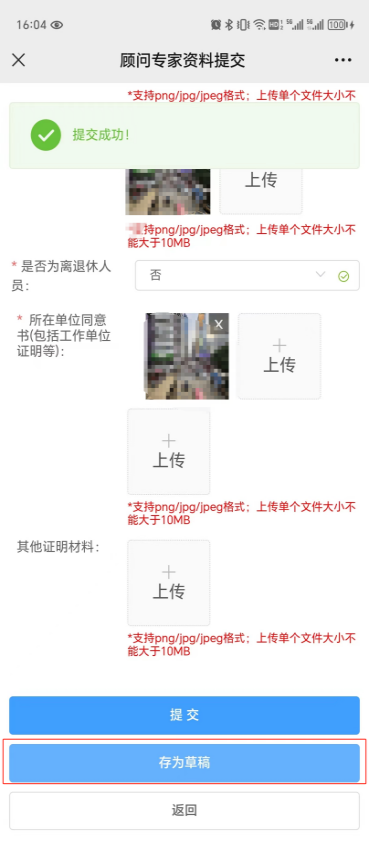 16:04
顾问专家资料提交
*支持png/jpg/jpeg格式；上传单个文件大小不
提交成功！
上传
持png/jpg/jpeg格式；上传单个文件大小不
能大于10MB
* 是否为离退休人
员：
否
* 所在单位同意
书(包括工作单位
证明等)：
X
上传
上传
*支持png/jpg/jpeg格式；上传单个文件大小不
能大于10MB
其他证明材料：
上传
*支持png/jpg/jpeg格式；上传单个文件大小不
能大于10MB
提 交
存为草稿
返回